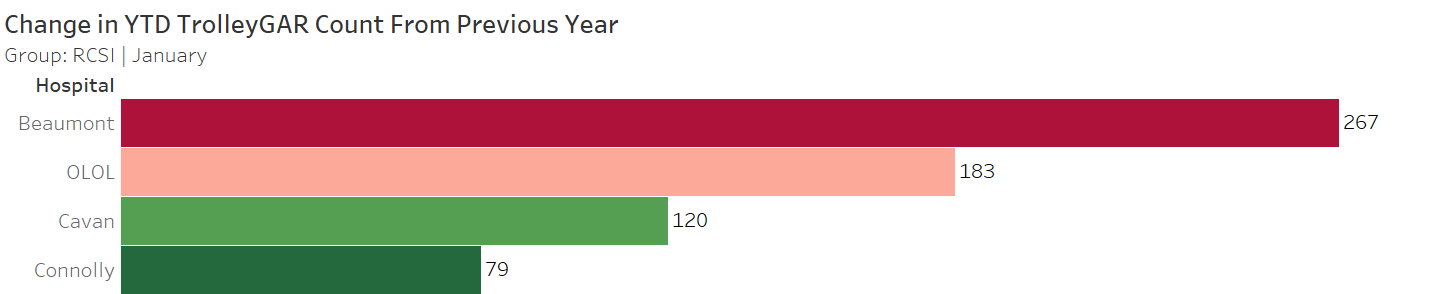 Change in YTD TrolleyGAR Count From Previous Year
Group: RCSI | January
Hospital
Beaumont 267
OLOL 183
Cavan 120
Connolly 79